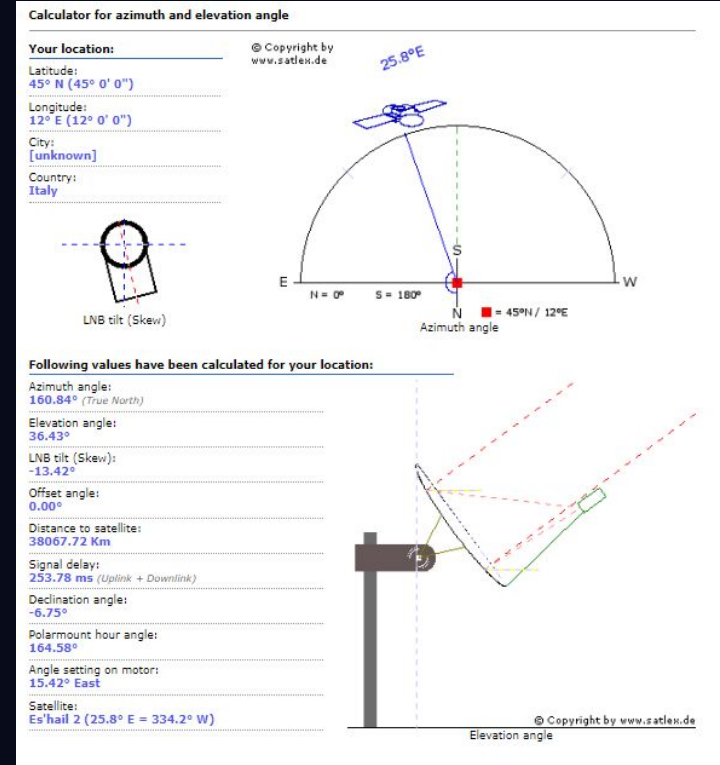 Calculator for azimuth and elevation angle
Your location:
Latitude:
45° N (45° 0' 0")
Longitude:
12° E (12° 0' 0")
City:
[unknown]
Country:
Italy
LNB tilt (Skew)
© Copyright by
www.satlex.de
25.8°E
S
E
W
N = 0°
S = 180°
N
= 45°N / 12°E
Azimuth angle
Following values have been calculated for your location:
Azimuth angle:
160.84° (True North)
Elevation angle:
36.43°
LNB tilt (Skew):
-13.42°
Offset angle:
0.00°
Distance to satellite:
38067.72 Km
Signal delay:
253.78 ms (Uplink + Downlink)
Declination angle:
-6.75°
Polarmount hour angle:
164.58°
Angle setting on motor:
15.42° East
Satellite:
Es'hail 2 (25.8° E = 334.2° W)
© Copyright by www.satlex.de
Elevation angle